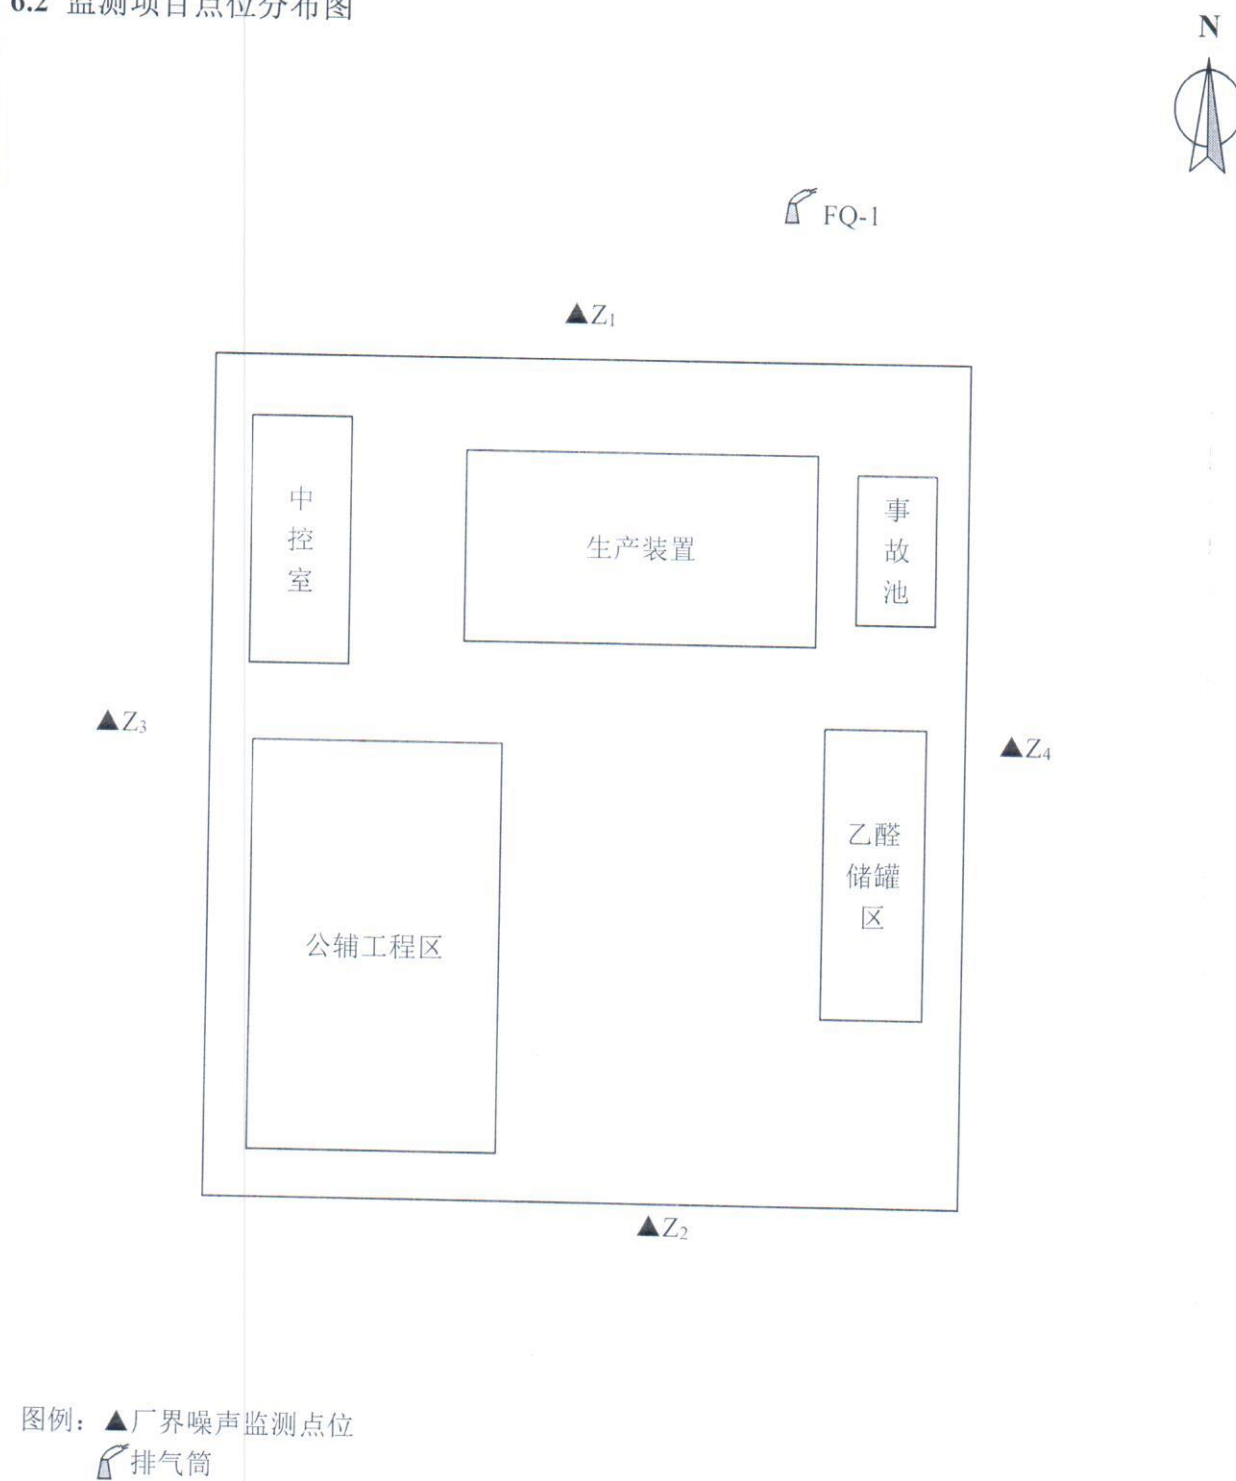 6.2 监测项目点位分布图
N
FQ-1
▲Z₁
中
控
室
生产装置
事
故
池
▲Z₃
▲Z₄
乙醛
储罐
区
公辅工程区
▲Z₂
图例：▲厂界噪声监测点位
排气筒